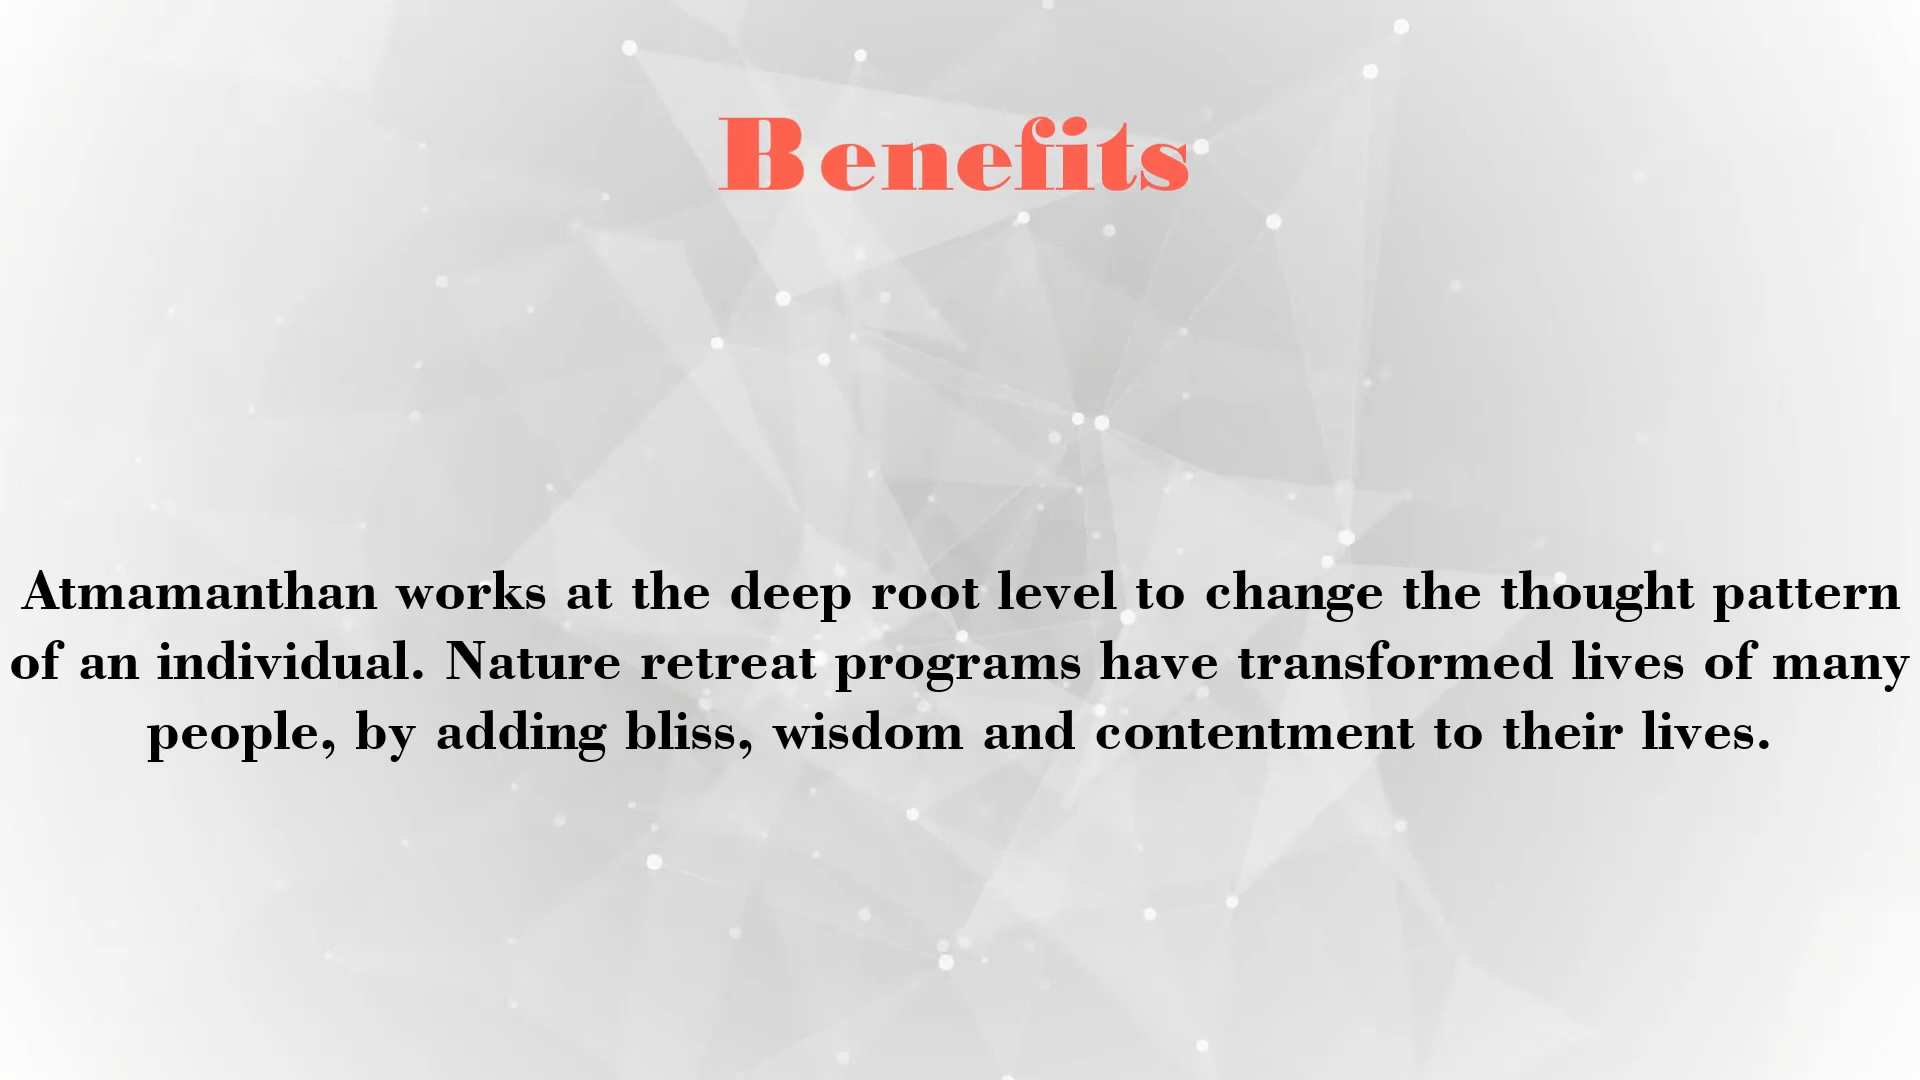 Benefits
Atmamanthan works at the deep root level to change the thought pattern
of an individual. Nature retreat programs have transformed lives of many
people, by adding bliss, wisdom and contentment to their lives.